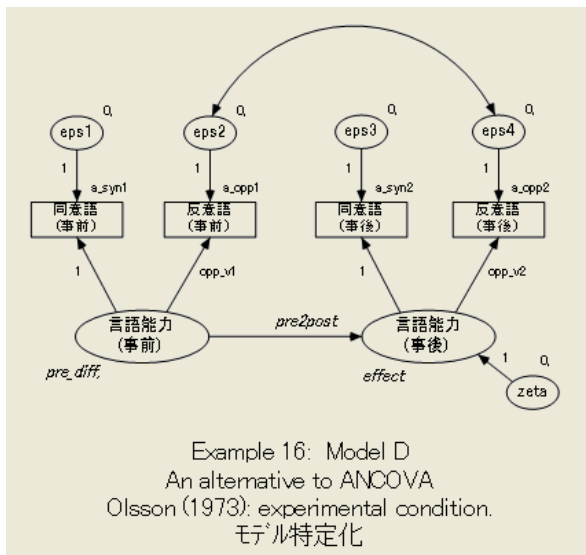 0, 0, 0, 0,
eps1 eps2 eps3 eps4
1 1 1 1
a_syn1 a_opp1 a_syn2 a_opp2
同意語 反意語 同意語 反意語
(事前) (事前) (事後) (事後)
1 opp_v1 1 opp_v2
言語能力 pre2post 言語能力
(事前) (事後)
pre_diff, effect 1 0,
zeta
Example 16: Model D
An alternative to ANCOVA
Olsson (1973): experimental condition.
モデル特定化